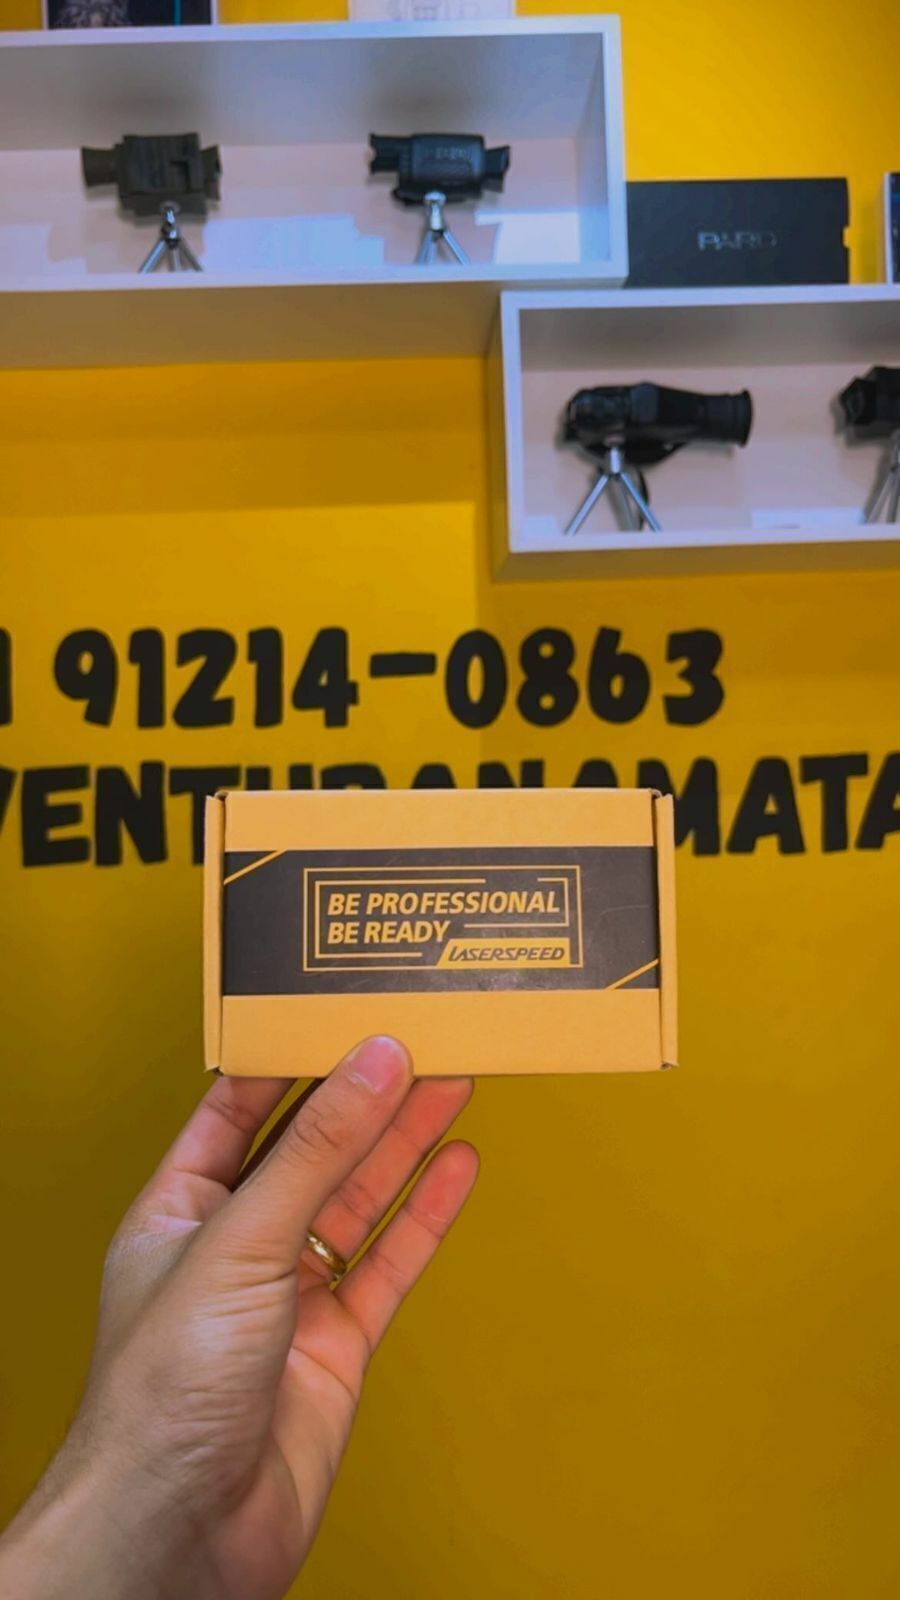 PARD
91214-0863
BE PROFESSIONAL
BE READY
LASERSPEED